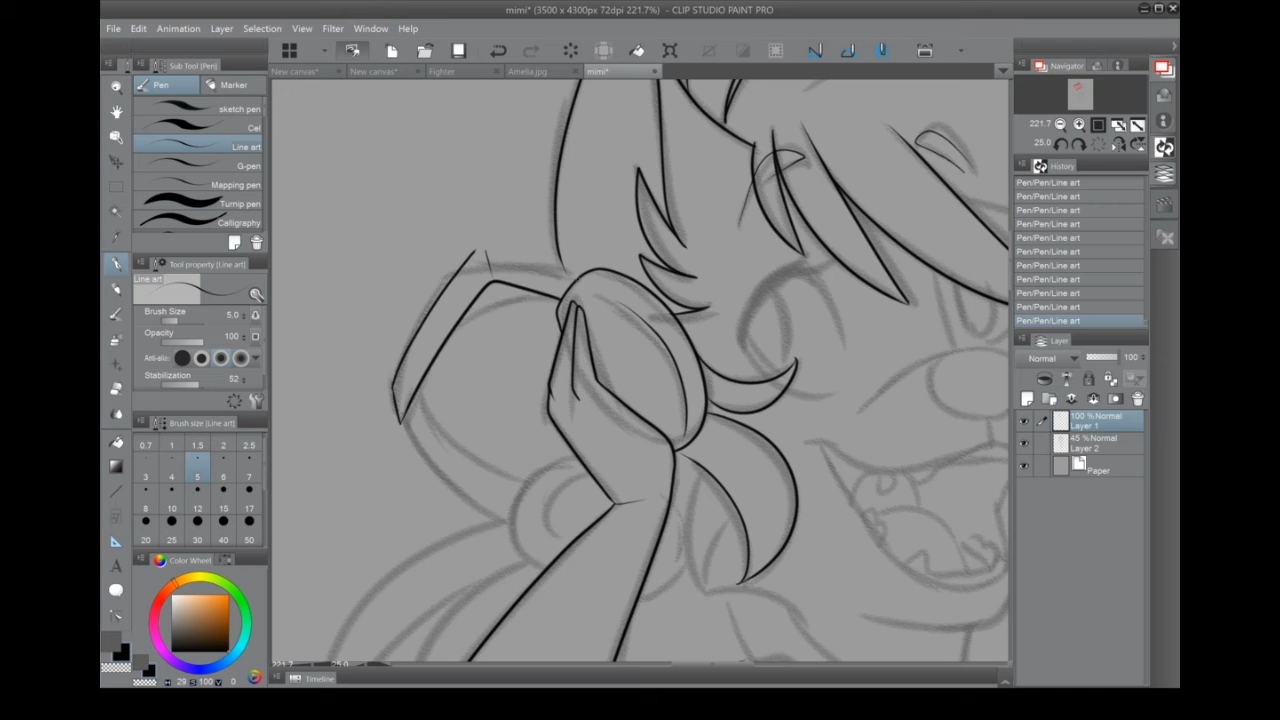 mimi* (3500 x 4300px 72dpi 221.7%) - CLIP STUDIO PAINT PRO
File Edit Animation Layer Selection View Filter Window Help
Sub Tool (Pen)
Navigator
New canvas* New canvas* Fighter Amelia.jpg mimi*
Pen Marker
sketch pen
Cel
Line art
G-pen
Mapping pen
Turnip pen
Calligraphy
Tool property [Line art]
Line art
Brush Size 5.0
Opacity 100
Stabilization 52
Brush size (Line art)
0.7 1 1.5 2 2.5
3 4 5 6 7
8 10 12 15 17
20 25 30 40 50
Color Wheel
H 29 S 100 V 0
221.7 25.0
Timeline
221.7
25.0
History
Pen/Pen/Line art
Pen/Pen/Line art
Pen/Pen/Line art
Pen/Pen/Line art
Pen/Pen/Line art
Pen/Pen/Line art
Pen/Pen/Line art
Pen/Pen/Line art
Pen/Pen/Line art
Pen/Pen/Line art
Pen/Pen/Line art
Layer
Normal 100
100 % Normal
Layer 1
45 % Normal
Layer 2
Paper